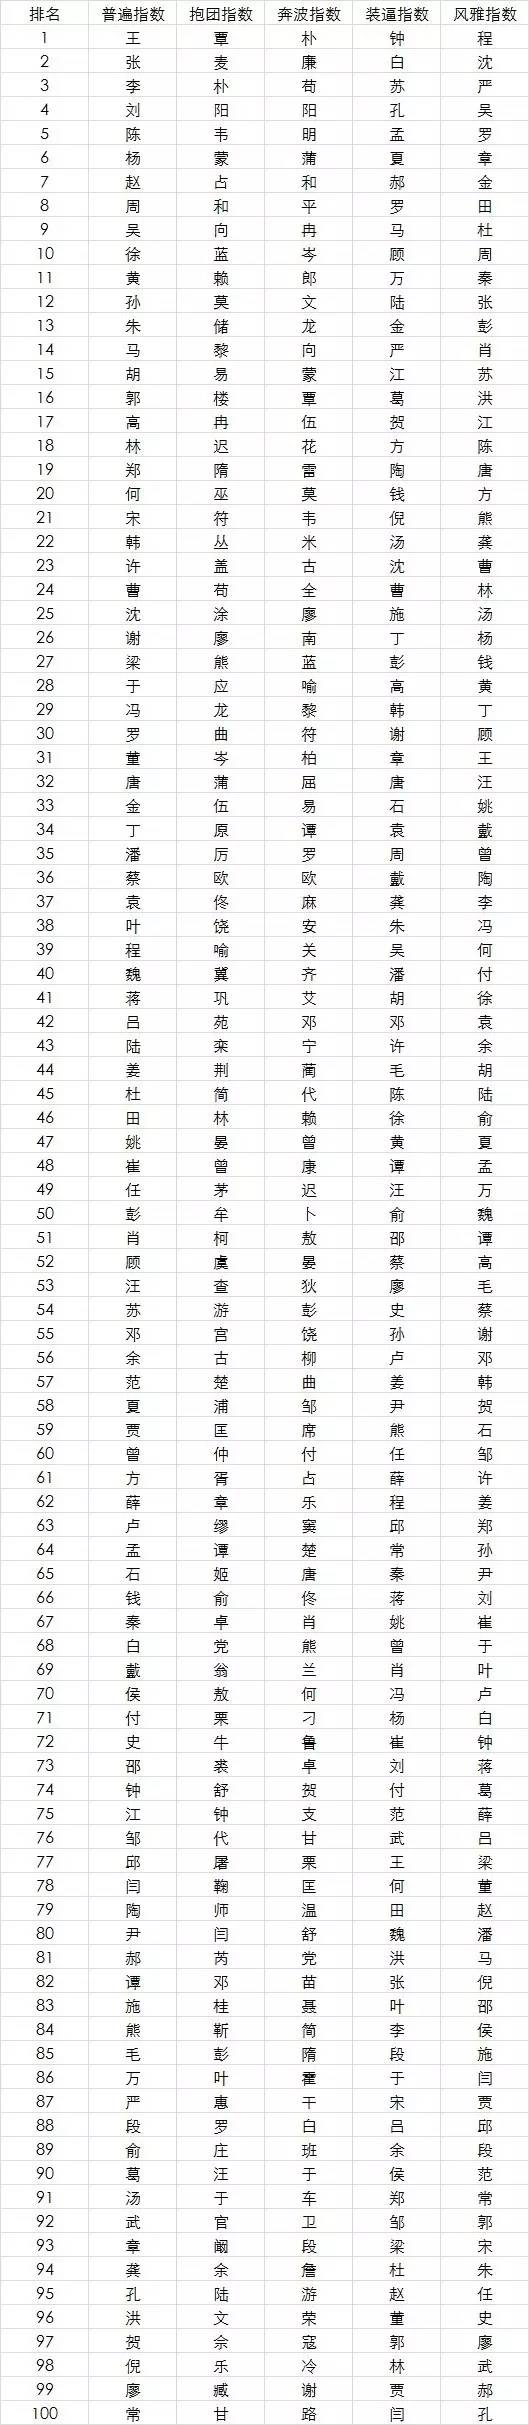 排名 普遍指数 抱团指数 奔波指数 装逼指数 风雅指数
1 王 覃 朴 钟 程
2 张 麦 廉 白 沈
3 李 朴 苟 苏 严
4 刘 阳 阳 孔 吴
5 陈 韦 明 孟 罗
6 杨 蒙 蒲 夏 章
7 赵 占 和 郝 金
8 周 和 平 罗 田
9 吴 向 冉 马 杜
10 徐 蓝 岑 顾 周
11 黄 赖 郎 万 秦
12 孙 莫 文 陆 张
13 朱 储 龙 金 彭
14 马 黎 向 严 肖
15 胡 易 蒙 江 苏
16 郭 楼 覃 葛 洪
17 高 冉 伍 贺 江
18 林 迟 花 方 陈
19 郑 隋 雷 陶 唐
20 何 巫 莫 钱 方
21 宋 符 韦 倪 熊
22 韩 丛 米 汤 龚
23 许 盖 古 沈 曹
24 曹 苟 全 曹 林
25 沈 涂 廖 施 汤
26 谢 廖 南 丁 杨
27 梁 熊 蓝 彭 钱
28 于 应 喻 高 黄
29 冯 龙 黎 韩 丁
30 罗 曲 符 谢 顾
31 董 岑 柏 章 王
32 唐 蒲 屈 唐 汪
33 金 伍 易 石 姚
34 丁 原 谭 袁 戴
35 潘 厉 罗 周 曾
36 蔡 欧 欧 戴 陶
37 袁 佟 麻 龚 李
38 叶 饶 安 朱 冯
39 程 喻 关 吴 何
40 魏 冀 齐 潘 付
41 蒋 巩 艾 胡 徐
42 吕 苑 邓 邓 袁
43 陆 栾 宁 许 余
44 姜 荆 蔺 毛 胡
45 杜 简 代 陈 陆
46 田 林 赖 徐 俞
47 姚 晏 曾 黄 夏
48 崔 曾 康 谭 孟
49 任 茅 迟 汪 万
50 彭 牟 卜 俞 魏
51 肖 柯 敖 邵 谭
52 顾 虞 晏 蔡 高
53 汪 查 狄 廖 毛
54 苏 游 彭 史 蔡
55 邓 宫 饶 孙 谢
56 余 古 柳 卢 邓
57 范 楚 曲 姜 韩
58 夏 浦 邹 尹 贺
59 贾 匡 席 熊 石
60 曾 仲 付 任 邹
61 方 胥 占 薛 许
62 薛 章 乐 程 姜
63 卢 缪 窦 邱 郑
64 孟 谭 楚 常 孙
65 石 姬 唐 秦 尹
66 钱 俞 佟 蒋 刘
67 秦 卓 肖 姚 崔
68 白 党 熊 曾 于
69 戴 翁 兰 肖 叶
70 侯 敖 何 冯 卢
71 付 栗 刁 杨 白
72 史 牛 鲁 崔 钟
73 邵 裘 卓 刘 蒋
74 钟 舒 贺 付 葛
75 江 钟 支 范 薛
76 邹 代 甘 武 吕
77 邱 屠 栗 王 梁
78 闫 鞠 匡 何 董
79 陶 师 温 田 赵
80 尹 闫 舒 魏 潘
81 郝 芮 党 洪 马
82 谭 邓 苗 张 倪
83 施 桂 聂 叶 邵
84 熊 靳 简 李 侯
85 毛 彭 隋 段 施
86 万 叶 霍 于 闫
87 严 惠 干 宋 贾
88 段 罗 白 吕 邱
89 俞 庄 班 余 段
90 葛 汪 于 侯 范
91 汤 于 车 郑 常
92 武 官 卫 邹 郭
93 章 阚 段 梁 宋
94 龚 余 詹 杜 朱
95 孔 陆 游 赵 任
96 洪 文 荣 董 史
97 贺 佘 寇 郭 廖
98 倪 乐 冷 林 武
99 廖 臧 谢 贾 郝
100 常 甘 路 闫 孔